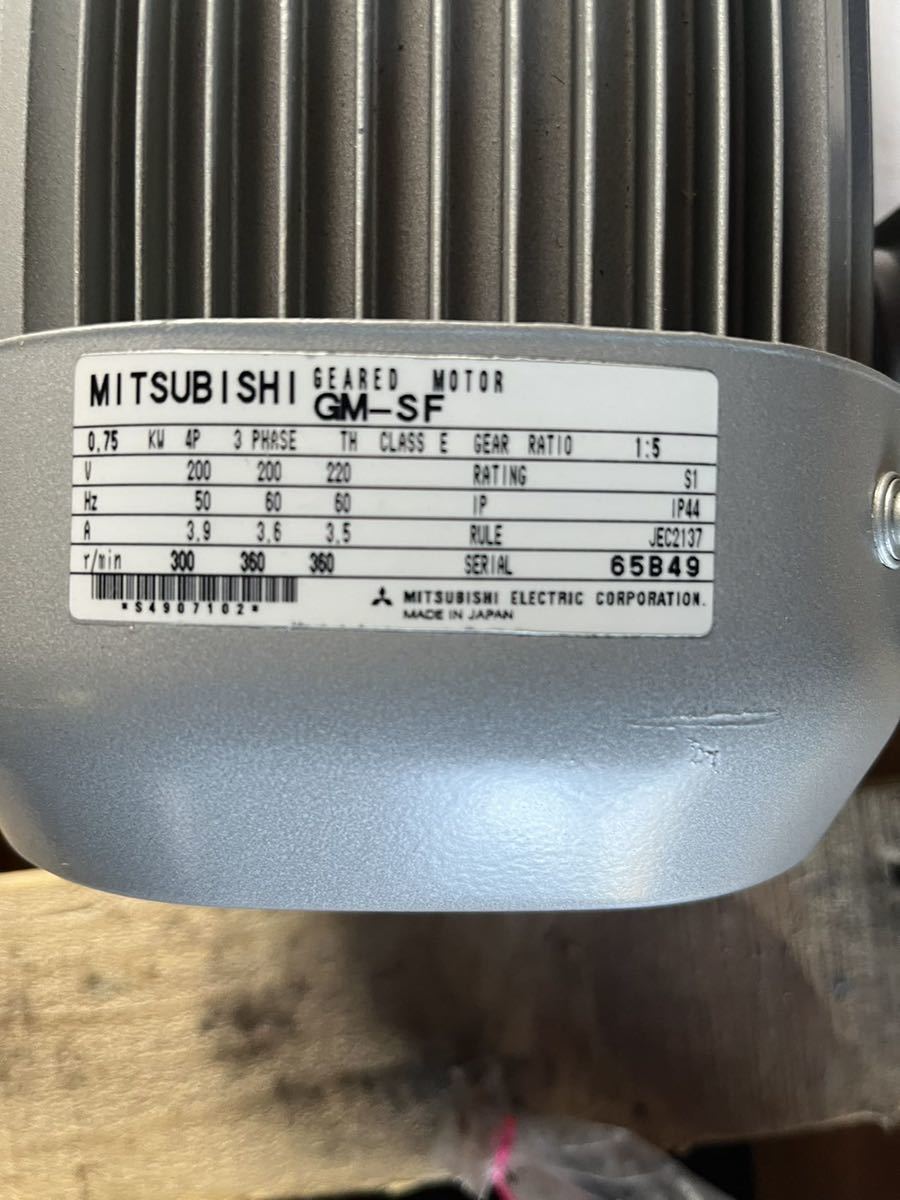 MITSUBISHI GEARED MOTOR
GM-SF
0.75 KW 4P 3 PHASE TH CLASS E GEAR RATIO 1:5
V 200 200 220 RATING S1
Hz 50 60 60 IP IP44
A 3.9 3.6 3.5 RULE JEC2137
r/min 300 360 360 SERIAL 65B49
*S4907102*
MITSUBISHI ELECTRIC CORPORATION.
MADE IN JAPAN